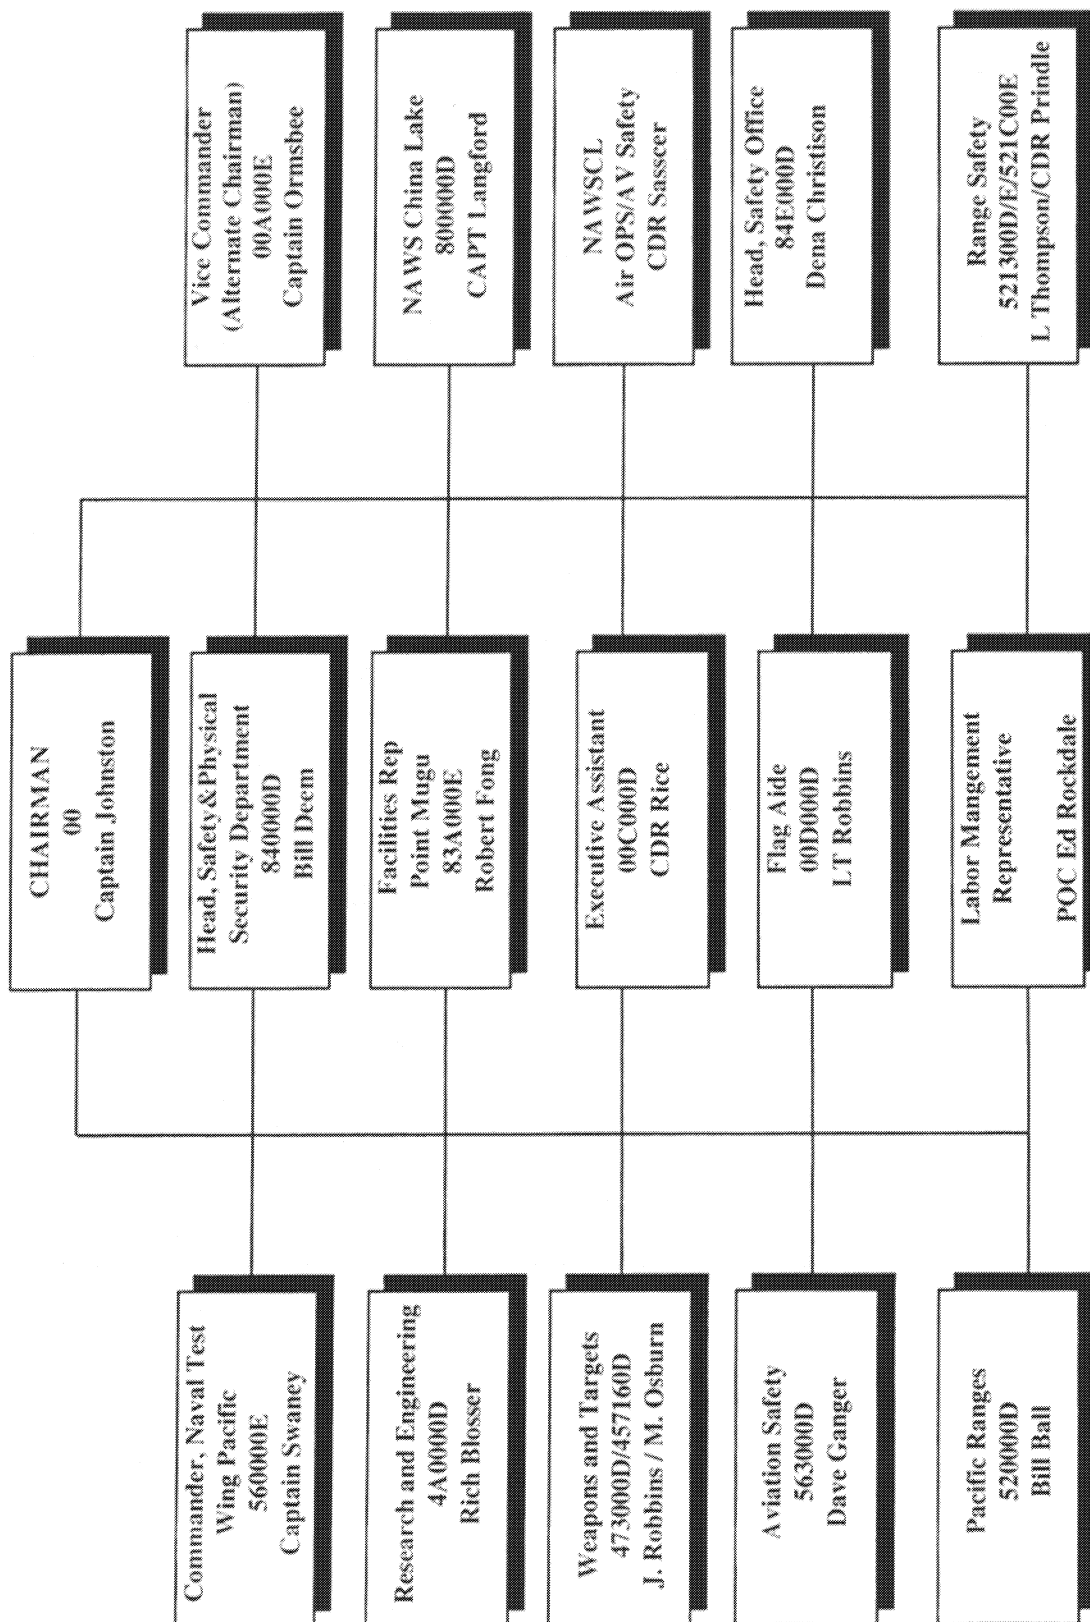 CHAIRMAN
00
Captain Johnston
Commander, Naval Test
Wing Pacific
560000E
Captain Swaney
Head, Safety&Physical
Security Department
840000D
Bill Deem
Vice Commander
(Alternate Chairman)
00A000E
Captain Ormsbee
Research and Engineering
4A0000D
Rich Blosser
Facilities Rep
Point Mugu
83A000E
Robert Fong
NAWS China Lake
800000D
CAPT Langford
Weapons and Targets
473000D/457160D
J. Robbins / M. Osburn
Executive Assistant
00C000D
CDR Rice
NAWSCL
Air OPS/AV Safety
CDR Sasscer
Aviation Safety
563000D
Dave Ganger
Flag Aide
00D000D
LT Robbins
Head, Safety Office
84E000D
Dena Christison
Pacific Ranges
520000D
Bill Ball
Labor Mangement
Representative
POC Ed Rockdale
Range Safety
521300D/E/521C00E
L Thompson/CDR Prindle